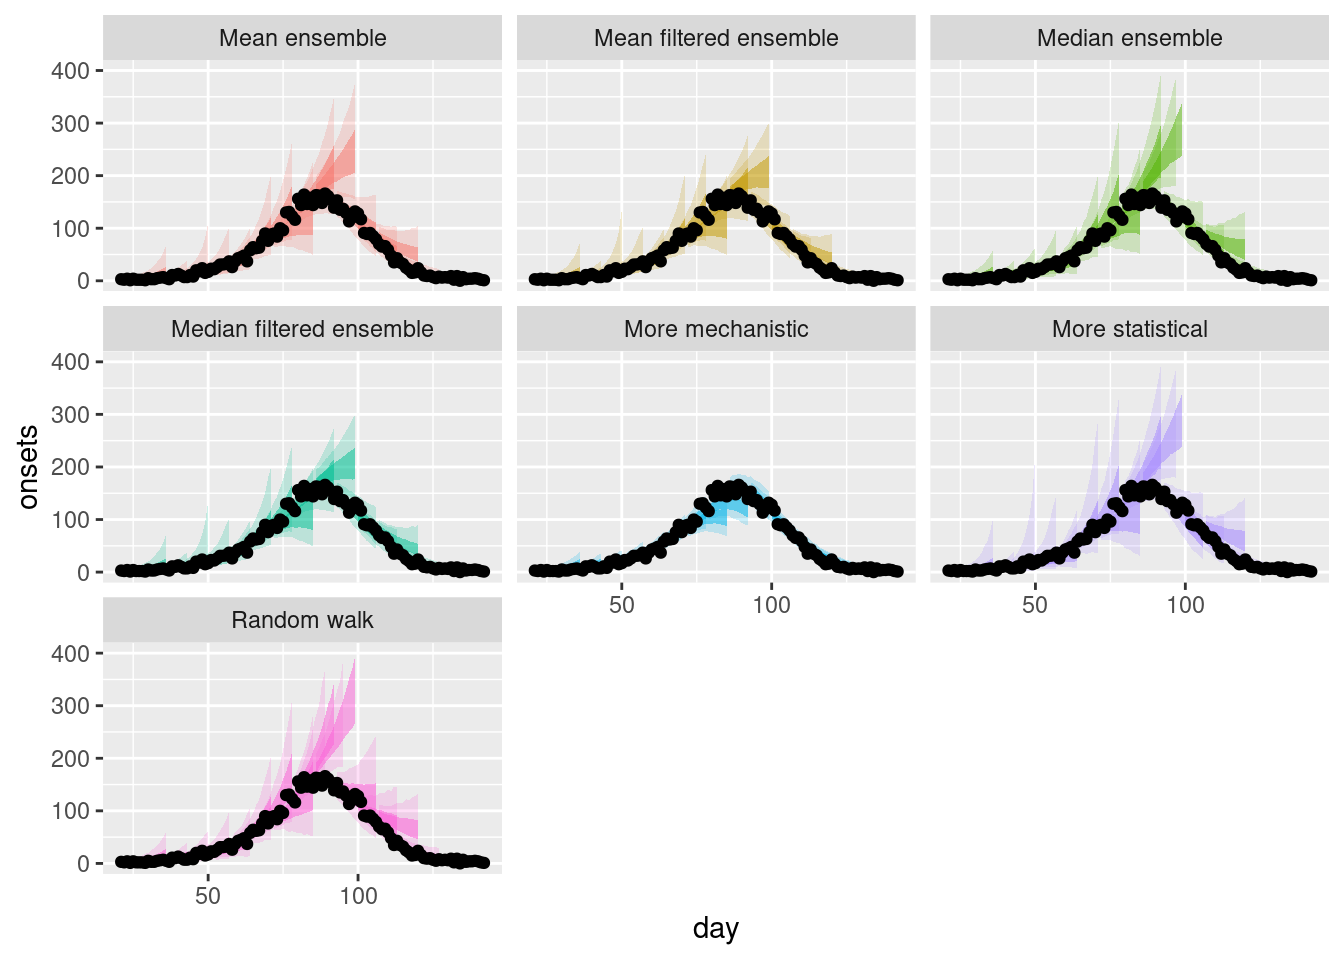 Mean ensemble
Mean filtered ensemble
Median ensemble
400
300
200
100
0
Median filtered ensemble
More mechanistic
More statistical
400
300
200
100
0
onsets
50
100
50
100
Random walk
400
300
200
100
0
50
100
day